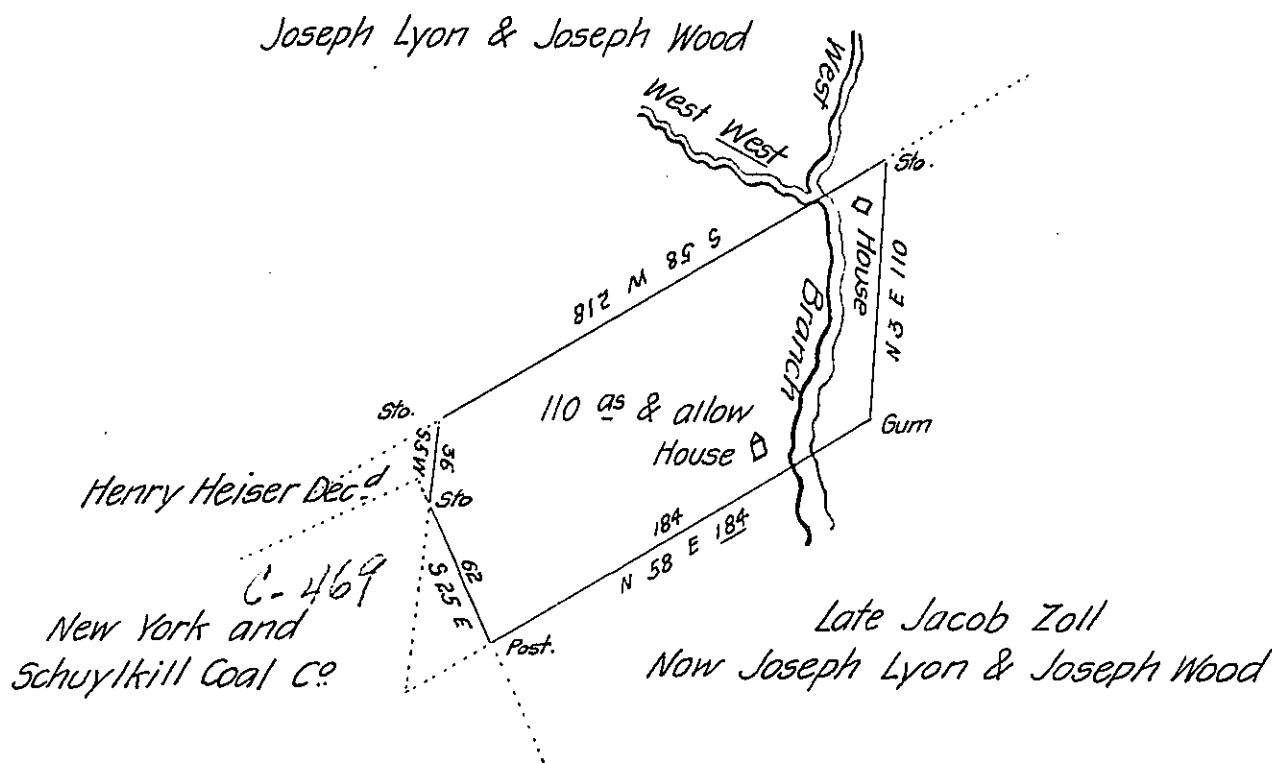 Joseph Lyon & Joseph Wood
West
West West
Sto.
House
Branch
N 3 E 110
S 58 W 218
Sto.
110 as & allow
House
Gum
S 5 W
36
Henry Heiser Dec.d
Sto
184
N 58 E 184
62
S 25 E
C-469
New York and
Schuylkill Coal Co
Post.
Late Jacob Zoll
Now Joseph Lyon & Joseph Wood